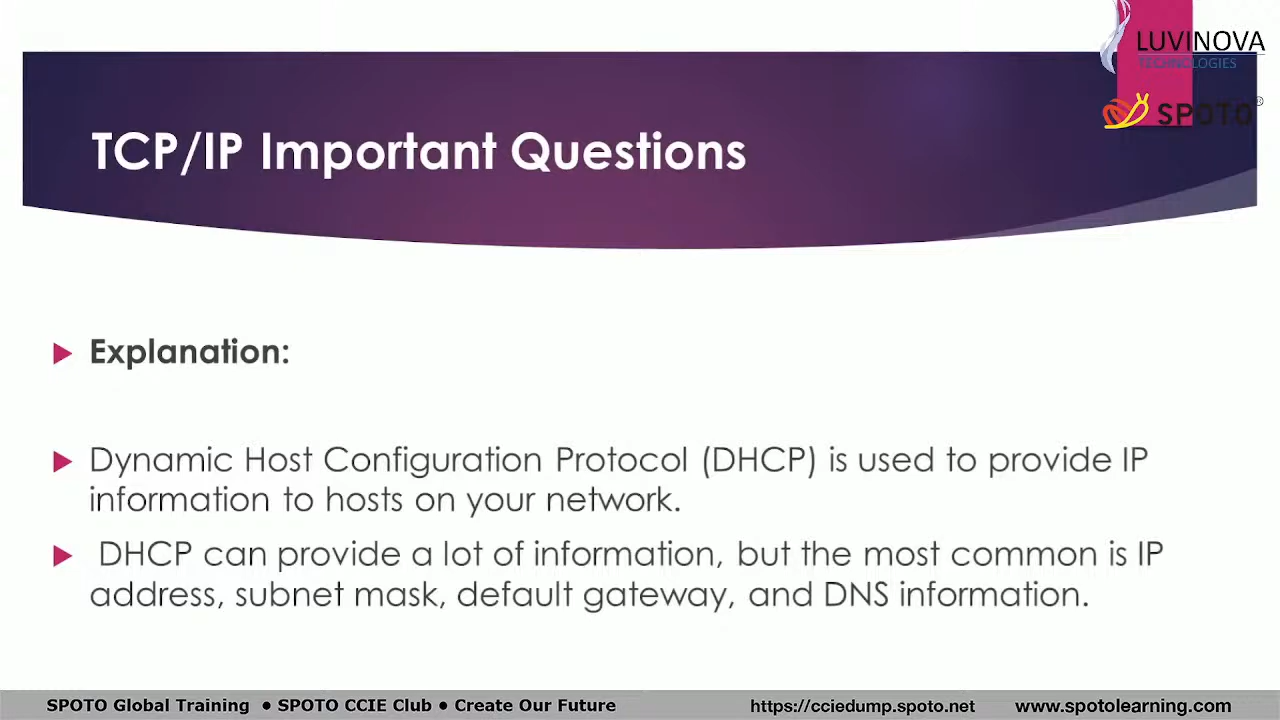 LUVINOVA
TECHNOLOGIES
SPOTO®
TCP/IP Important Questions
Explanation:
Dynamic Host Configuration Protocol (DHCP) is used to provide IP
information to hosts on your network.
DHCP can provide a lot of information, but the most common is IP
address, subnet mask, default gateway, and DNS information.
SPOTO Global Training ● SPOTO CCIE Club ● Create Our Future https://cciedump.spoto.net www.spotolearning.com